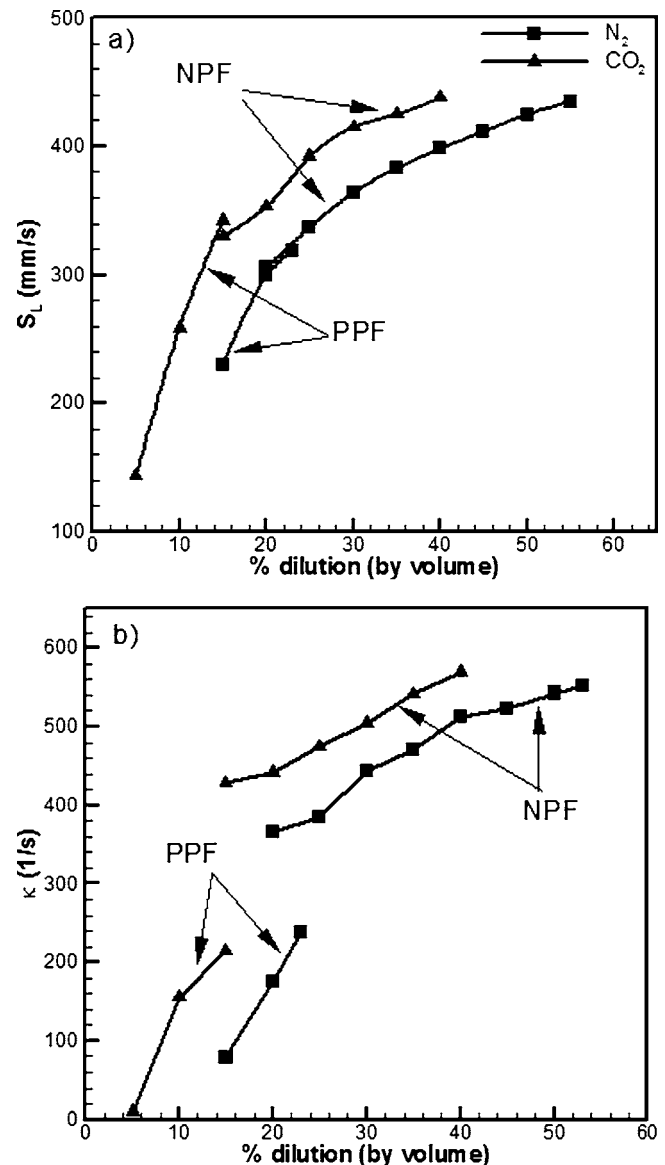 a)
N₂
CO₂
NPF
PPF
500
400
300
200
100
S_L (mm/s)
0 10 20 30 40 50 60
% dilution (by volume)
b)
PPF
NPF
600
500
400
300
200
100
0
κ (1/s)
0 10 20 30 40 50 60
% dilution (by volume)